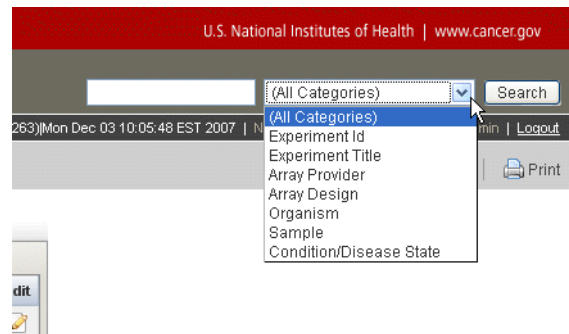 U.S. National Institutes of Health | www.cancer.gov
(All Categories) Search
263)|Mon Dec 03 10:05:48 EST 2007 | N min | Logout
(All Categories)
Experiment Id
Experiment Title
Array Provider
Array Design
Organism
Sample
Condition/Disease State
Print
dit